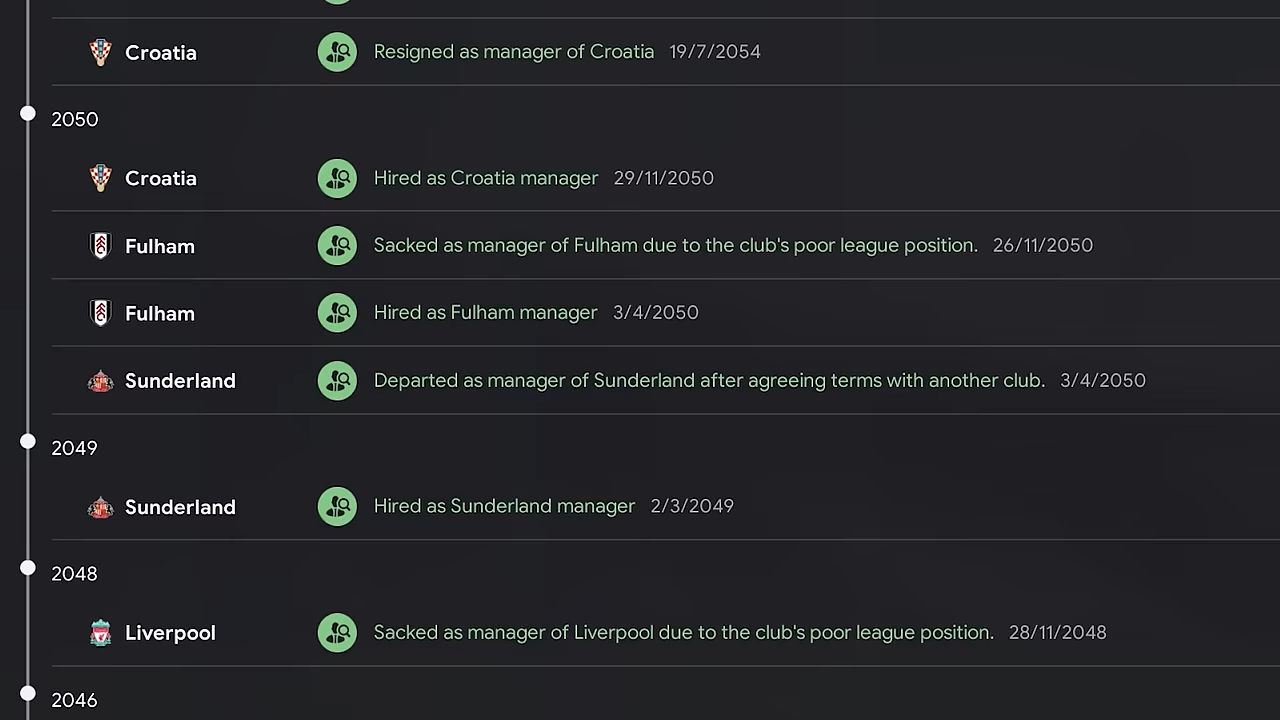 Croatia Resigned as manager of Croatia 19/7/2054
2050
Croatia Hired as Croatia manager 29/11/2050
Fulham Sacked as manager of Fulham due to the club's poor league position. 26/11/2050
Fulham Hired as Fulham manager 3/4/2050
Sunderland Departed as manager of Sunderland after agreeing terms with another club. 3/4/2050
2049
Sunderland Hired as Sunderland manager 2/3/2049
2048
Liverpool Sacked as manager of Liverpool due to the club's poor league position. 28/11/2048
2046